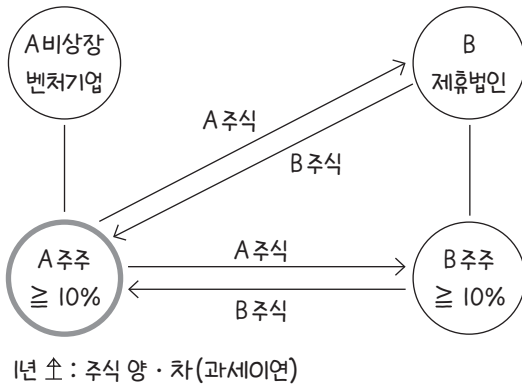 A비상장
벤처기업
B
제휴법인
A주식
B주식
A주주
≧ 10%
A주식
B주식
B주주
≧ 10%
1년 ↑ : 주식 양·차(과세이연)